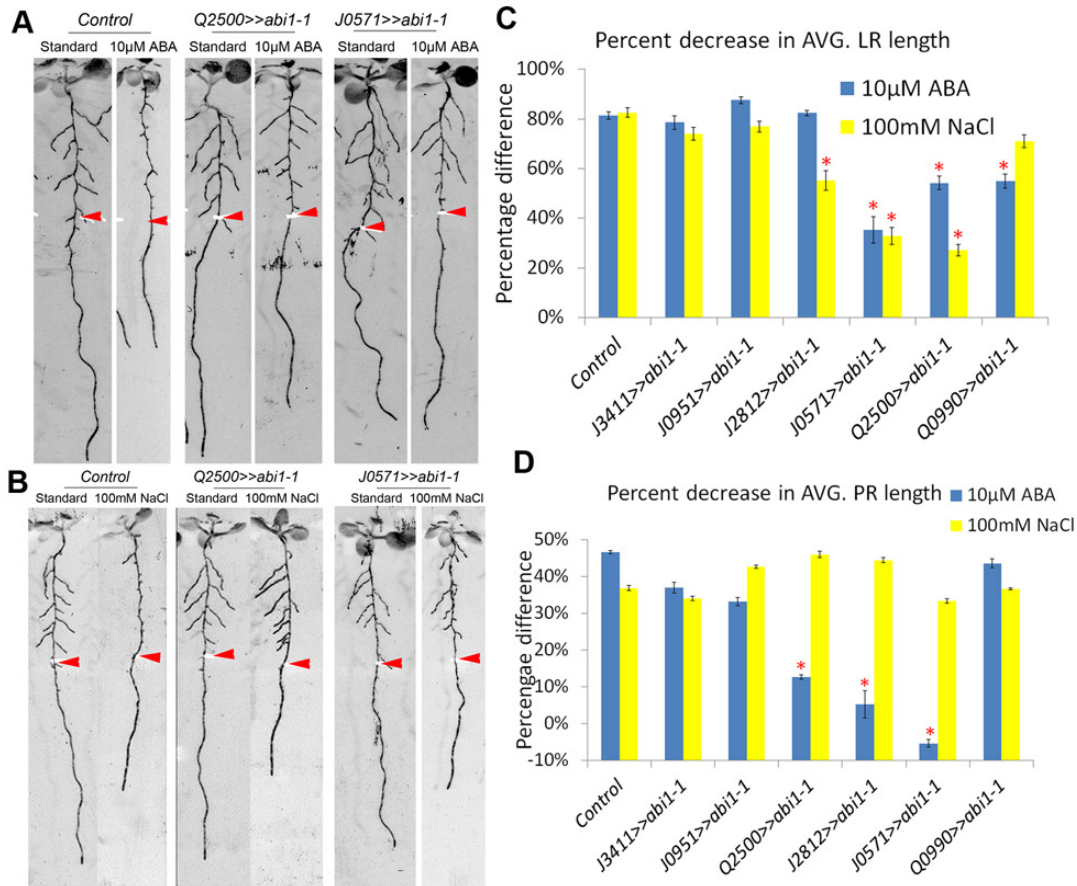 A
Control
Q2500>>abi1-1
J0571>>abi1-1
Standard 10µM ABA
Standard 10µM ABA
Standard 10µM ABA
B
Control
Q2500>>abi1-1
J0571>>abi1-1
Standard 100mM NaCl
Standard 100mM NaCl
Standard 100mM NaCl
C
Percent decrease in AVG. LR length
10µM ABA
100mM NaCl
Percentage difference
100%
80%
60%
40%
20%
0%
*
*
*
*
*
*
Control
J3411>>abi1-1
J0951>>abi1-1
J2812>>abi1-1
J0571>>abi1-1
Q2500>>abi1-1
Q0990>>abi1-1
D
Percent decrease in AVG. PR length
10µM ABA
100mM NaCl
Percengae difference
50%
40%
30%
20%
10%
0%
-10%
*
*
*
Control
J3411>>abi1-1
J0951>>abi1-1
Q2500>>abi1-1
J2812>>abi1-1
J0571>>abi1-1
Q0990>>abi1-1